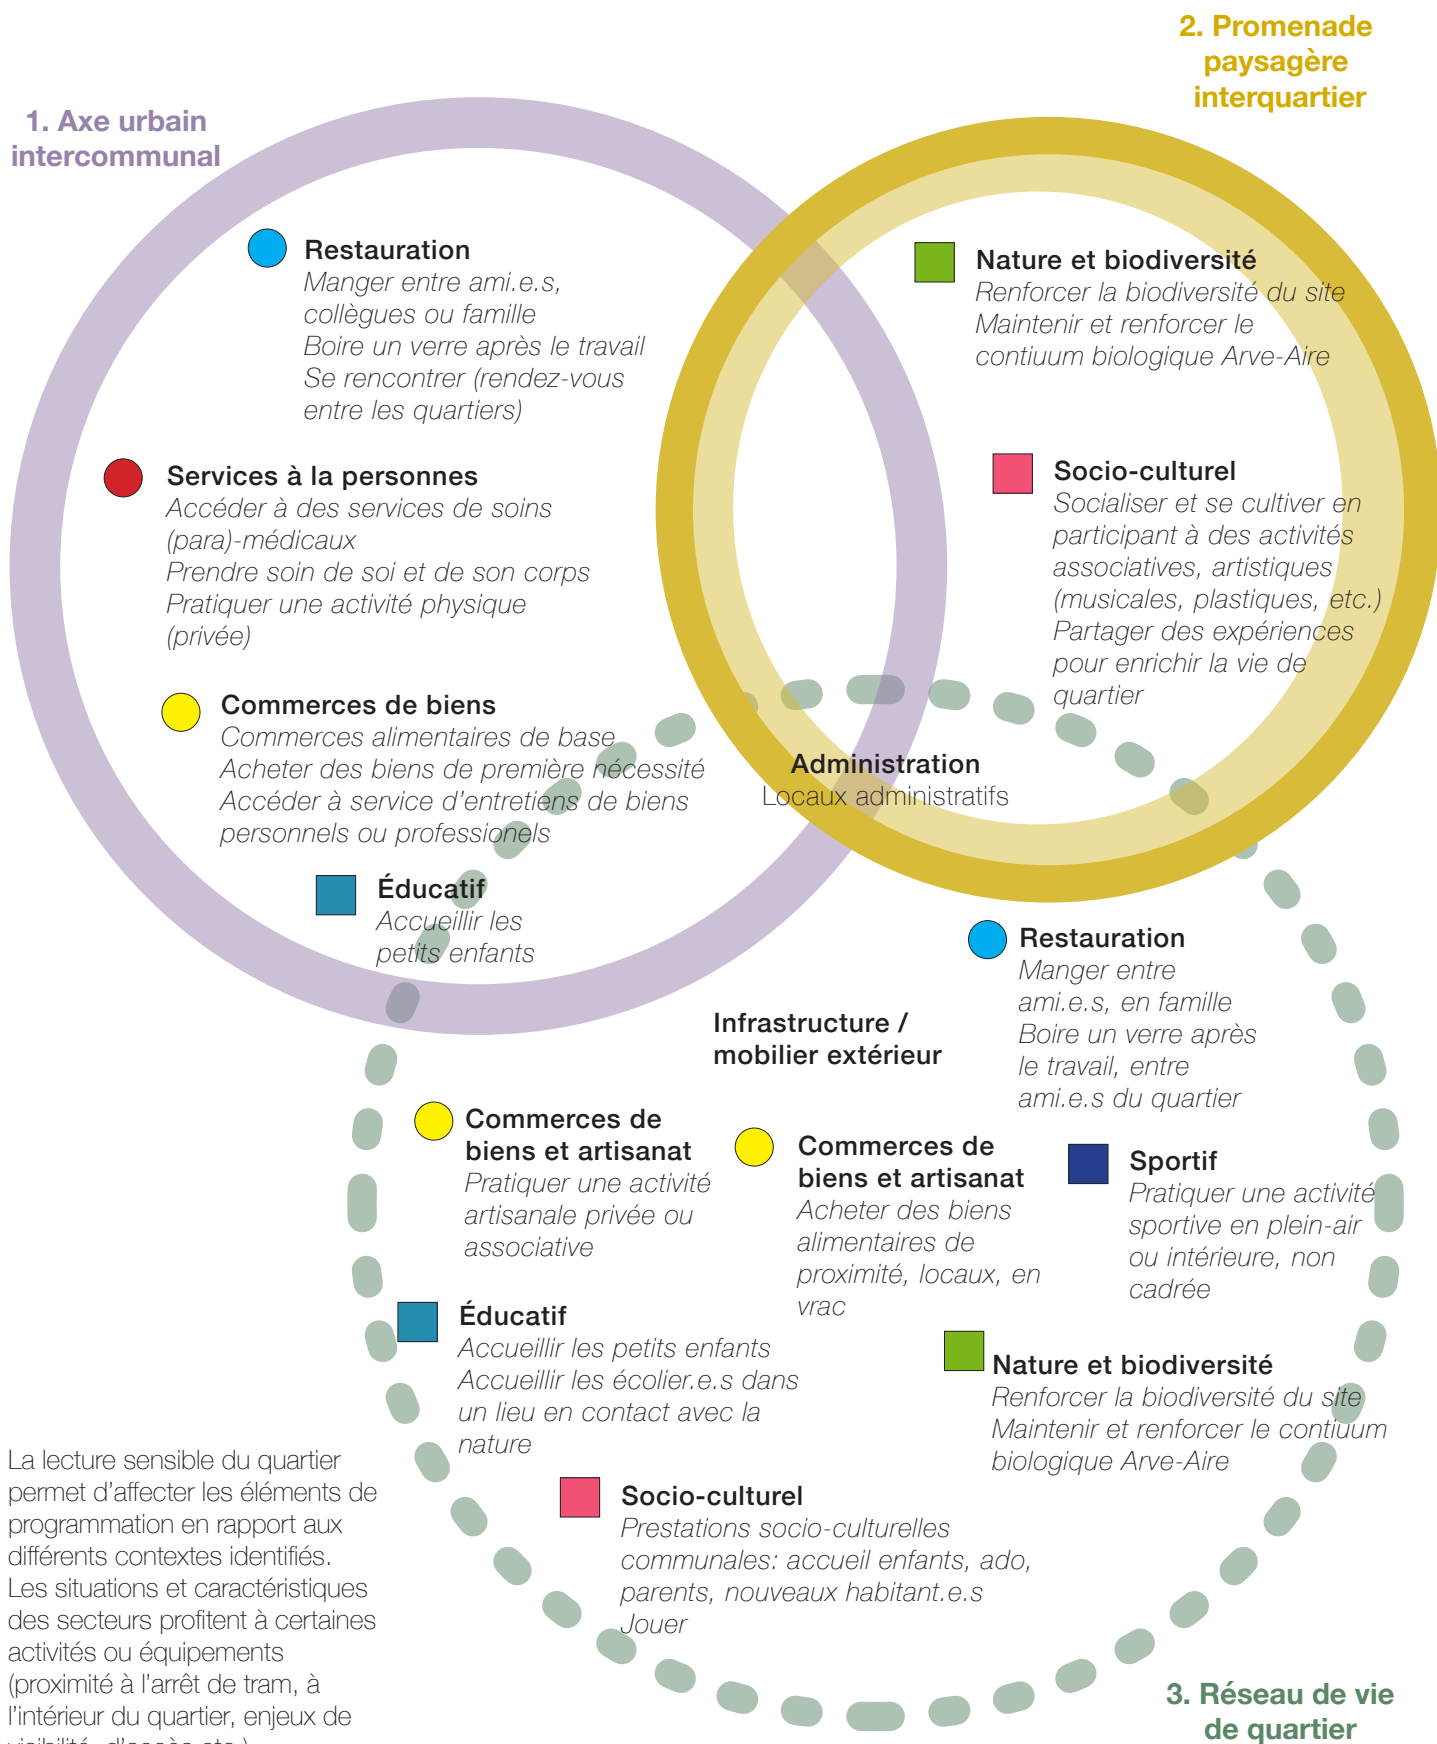 2. Promenade
paysagère
interquartier
1. Axe urbain
intercommunal
Restauration
Manger entre ami.e.s,
collègues ou famille
Boire un verre après le travail
Se rencontrer (rendez-vous
entre les quartiers)
Services à la personnes
Accéder à des services de soins
(para)-médicaux
Prendre soin de soi et de son corps
Pratiquer une activité physique
(privée)
Commerces de biens
Commerces alimentaires de base
Acheter des biens de première nécessité
Accéder à service d'entretiens de biens
personnels ou professionels
Éducatif
Accueillir les
petits enfants
Nature et biodiversité
Renforcer la biodiversité du site
Maintenir et renforcer le
contiuum biologique Arve-Aire
Socio-culturel
Socialiser et se cultiver en
participant à des activités
associatives, artistiques
(musicales, plastiques, etc.)
Partager des expériences
pour enrichir la vie de
quartier
Administration
Locaux administratifs
Restauration
Manger entre
ami.e.s, en famille
Boire un verre après
le travail, entre
ami.e.s du quartier
Infrastructure /
mobilier extérieur
Commerces de
biens et artisanat
Pratiquer une activité
artisanale privée ou
associative
Commerces de
biens et artisanat
Acheter des biens
alimentaires de
proximité, locaux, en
vrac
Sportif
Pratiquer une activité
sportive en plein-air
ou intérieure, non
cadrée
Éducatif
Accueillir les petits enfants
Accueillir les écolier.e.s dans
un lieu en contact avec la
nature
Nature et biodiversité
Renforcer la biodiversité du site
Maintenir et renforcer le contiuum
biologique Arve-Aire
Socio-culturel
Prestations socio-culturelles
communales: accueil enfants, ado,
parents, nouveaux habitant.e.s
Jouer
La lecture sensible du quartier
permet d'affecter les éléments de
programmation en rapport aux
différents contextes identifiés.
Les situations et caractéristiques
des secteurs profitent à certaines
activités ou équipements
(proximité à l'arrêt de tram, à
l'intérieur du quartier, enjeux de
visibilité, d'accès etc.)
3. Réseau de vie
de quartier